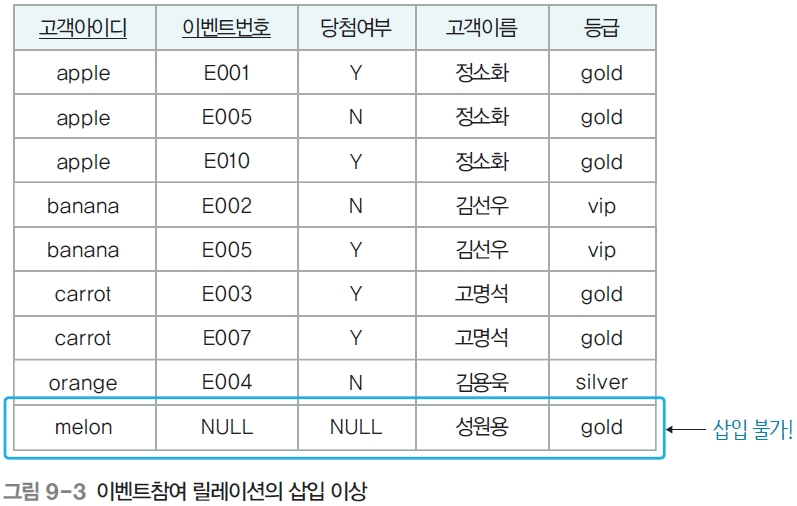 고객아이디 이벤트번호 당첨여부 고객이름 등급
apple E001 Y 정소화 gold
apple E005 N 정소화 gold
apple E010 Y 정소화 gold
banana E002 N 김선우 vip
banana E005 Y 김선우 vip
carrot E003 Y 고명석 gold
carrot E007 Y 고명석 gold
orange E004 N 김용욱 silver
melon NULL NULL 성원용 gold 삽입 불가!
그림 9-3 이벤트참여 릴레이션의 삽입 이상